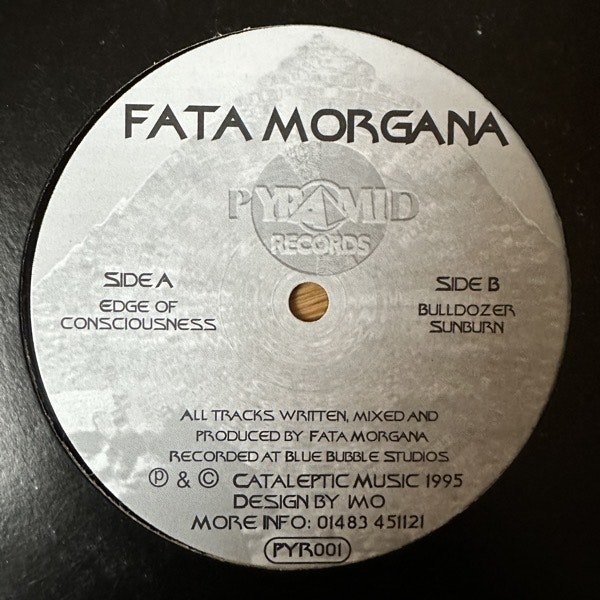 FATA MORGANA
PYRAMID
RECORDS
SIDE A
EDGE OF
CONSCIOUSNESS
SIDE B
BULLDOZER
SUNBURN
ALL TRACKS WRITTEN, MIXED AND
PRODUCED BY FATA MORGANA
RECORDED AT BLUE BUBBLE STUDIOS
℗ & © CATALEPTIC MUSIC 1995
DESIGN BY IMO
MORE INFO: 01483 451121
PYR001